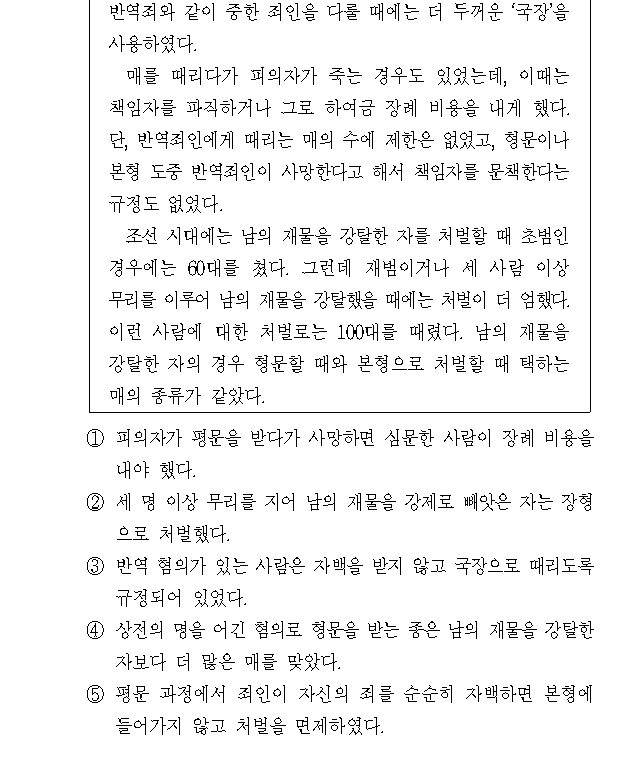 반역죄와 같이 중한 죄인을 다룰 때에는 더 두꺼운 ‘국장’을
사용하였다.
매를 때리다가 피의자가 죽는 경우도 있었는데, 이때는
책임자를 파직하거나 그로 하여금 장례 비용을 내게 했다.
단, 반역죄인에게 때리는 매의 수에 제한은 없었고, 형문이나
본형 도중 반역죄인이 사망한다고 해서 책임자를 문책한다는
규정도 없었다.
조선 시대에는 남의 재물을 강탈한 자를 처벌할 때 초범인
경우에는 60대를 쳤다. 그런데 재범이거나 세 사람 이상
무리를 이루어 남의 재물을 강탈했을 때에는 처벌이 더 엄했다.
이런 사람에 대한 처벌로는 100대를 때렸다. 남의 재물을
강탈한 자의 경우 형문할 때와 본형으로 처벌할 때 택하는
매의 종류가 같았다.
① 피의자가 평문을 받다가 사망하면 심문한 사람이 장례 비용을
내야 했다.
② 세 명 이상 무리를 지어 남의 재물을 강제로 빼앗은 자는 장형
으로 처벌했다.
③ 반역 혐의가 있는 사람은 자백을 받지 않고 국장으로 때리도록
규정되어 있었다.
④ 상전의 명을 어긴 혐의로 형문을 받는 종은 남의 재물을 강탈한
자보다 더 많은 매를 맞았다.
⑤ 평문 과정에서 죄인이 자신의 죄를 순순히 자백하면 본형에
들어가지 않고 처벌을 면제하였다.